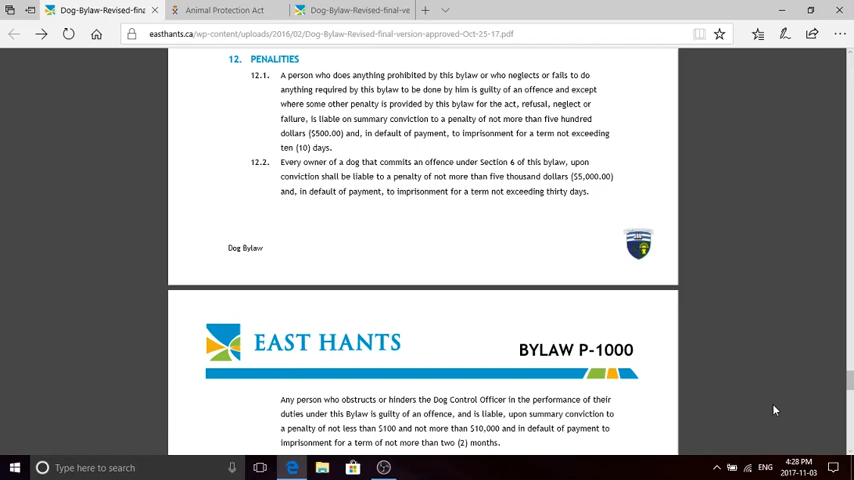 Dog-Bylaw-Revised-fina
Animal Protection Act
Dog-Bylaw-Revised-final-ve
easthants.ca/wp-content/uploads/2016/02/Dog-Bylaw-Revised-final-version-approved-Oct-25-17.pdf
12. PENALITIES
12.1. A person who does anything prohibited by this bylaw or who neglects or fails to do
anything required by this bylaw to be done by him is guilty of an offence and except
where some other penalty is provided by this bylaw for the act, refusal, neglect or
failure, is liable on summary conviction to a penalty of not more than five hundred
dollars ($500.00) and, in default of payment, to imprisonment for a term not exceeding
ten (10) days.
12.2. Every owner of a dog that commits an offence under Section 6 of this bylaw, upon
conviction shall be liable to a penalty of not more than five thousand dollars ($5,000.00)
and, in default of payment, to imprisonment for a term not exceeding thirty days.
Dog Bylaw
EAST HANTS
BYLAW P-1000
Any person who obstructs or hinders the Dog Control Officer in the performance of their
duties under this Bylaw is guilty of an offence, and is liable, upon summary conviction to
a penalty of not less than $100 and not more than $10,000 and in default of payment to
imprisonment for a term of not more than two (2) months.
Type here to search
ENG
4:28 PM
2017-11-03